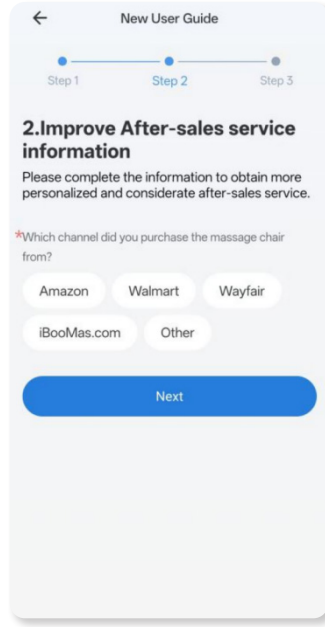 New User Guide
Step 1 Step 2 Step 3
2.Improve After-sales service
information
Please complete the information to obtain more
personalized and considerate after-sales service.
*Which channel did you purchase the massage chair
from?
Amazon Walmart Wayfair
iBooMas.com Other
Next